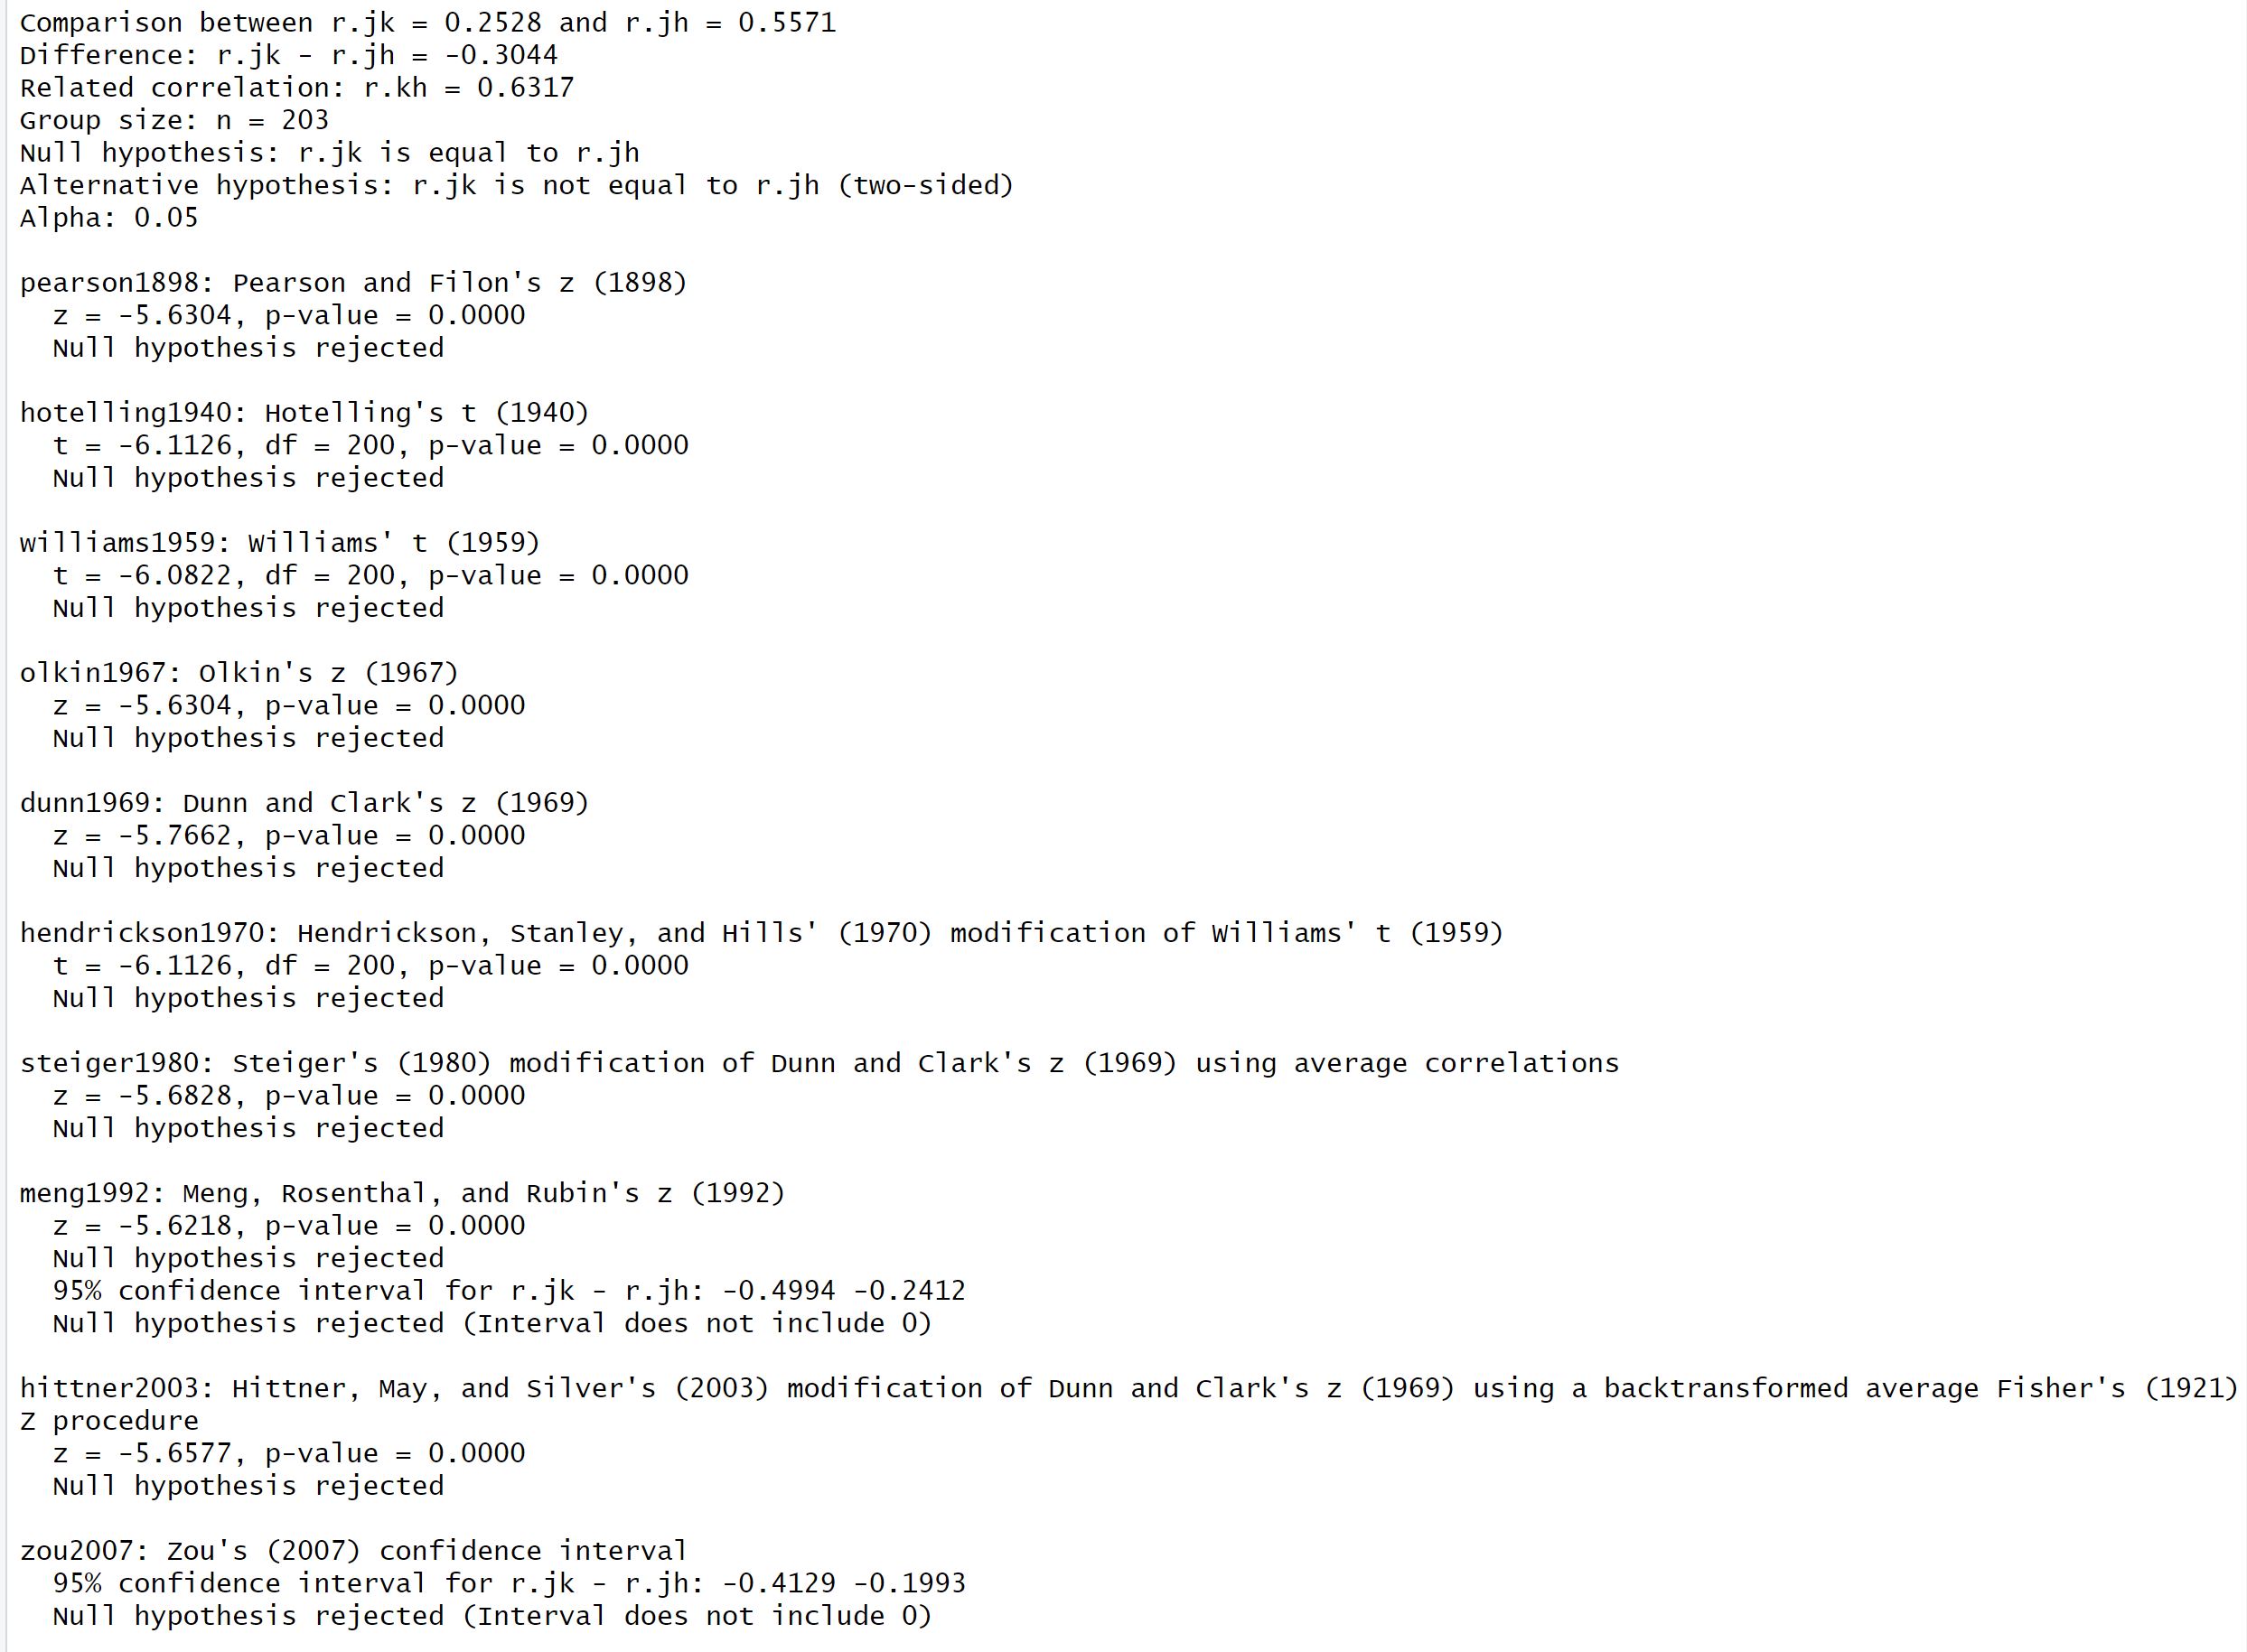 Comparison between r.jk = 0.2528 and r.jh = 0.5571
Difference: r.jk - r.jh = -0.3044
Related correlation: r.kh = 0.6317
Group size: n = 203
Null hypothesis: r.jk is equal to r.jh
Alternative hypothesis: r.jk is not equal to r.jh (two-sided)
Alpha: 0.05

pearson1898: Pearson and Filon's z (1898)
  z = -5.6304, p-value = 0.0000
  Null hypothesis rejected

hotelling1940: Hotelling's t (1940)
  t = -6.1126, df = 200, p-value = 0.0000
  Null hypothesis rejected

williams1959: Williams' t (1959)
  t = -6.0822, df = 200, p-value = 0.0000
  Null hypothesis rejected

olkin1967: Olkin's z (1967)
  z = -5.6304, p-value = 0.0000
  Null hypothesis rejected

dunn1969: Dunn and Clark's z (1969)
  z = -5.7662, p-value = 0.0000
  Null hypothesis rejected

hendrickson1970: Hendrickson, Stanley, and Hills' (1970) modification of Williams' t (1959)
  t = -6.1126, df = 200, p-value = 0.0000
  Null hypothesis rejected

steiger1980: Steiger's (1980) modification of Dunn and Clark's z (1969) using average correlations
  z = -5.6828, p-value = 0.0000
  Null hypothesis rejected

meng1992: Meng, Rosenthal, and Rubin's z (1992)
  z = -5.6218, p-value = 0.0000
  Null hypothesis rejected
  95% confidence interval for r.jk - r.jh: -0.4994 -0.2412
  Null hypothesis rejected (Interval does not include 0)

hittner2003: Hittner, May, and Silver's (2003) modification of Dunn and Clark's z (1969) using a backtransformed average Fisher's (1921)
Z procedure
  z = -5.6577, p-value = 0.0000
  Null hypothesis rejected

zou2007: Zou's (2007) confidence interval
  95% confidence interval for r.jk - r.jh: -0.4129 -0.1993
  Null hypothesis rejected (Interval does not include 0)